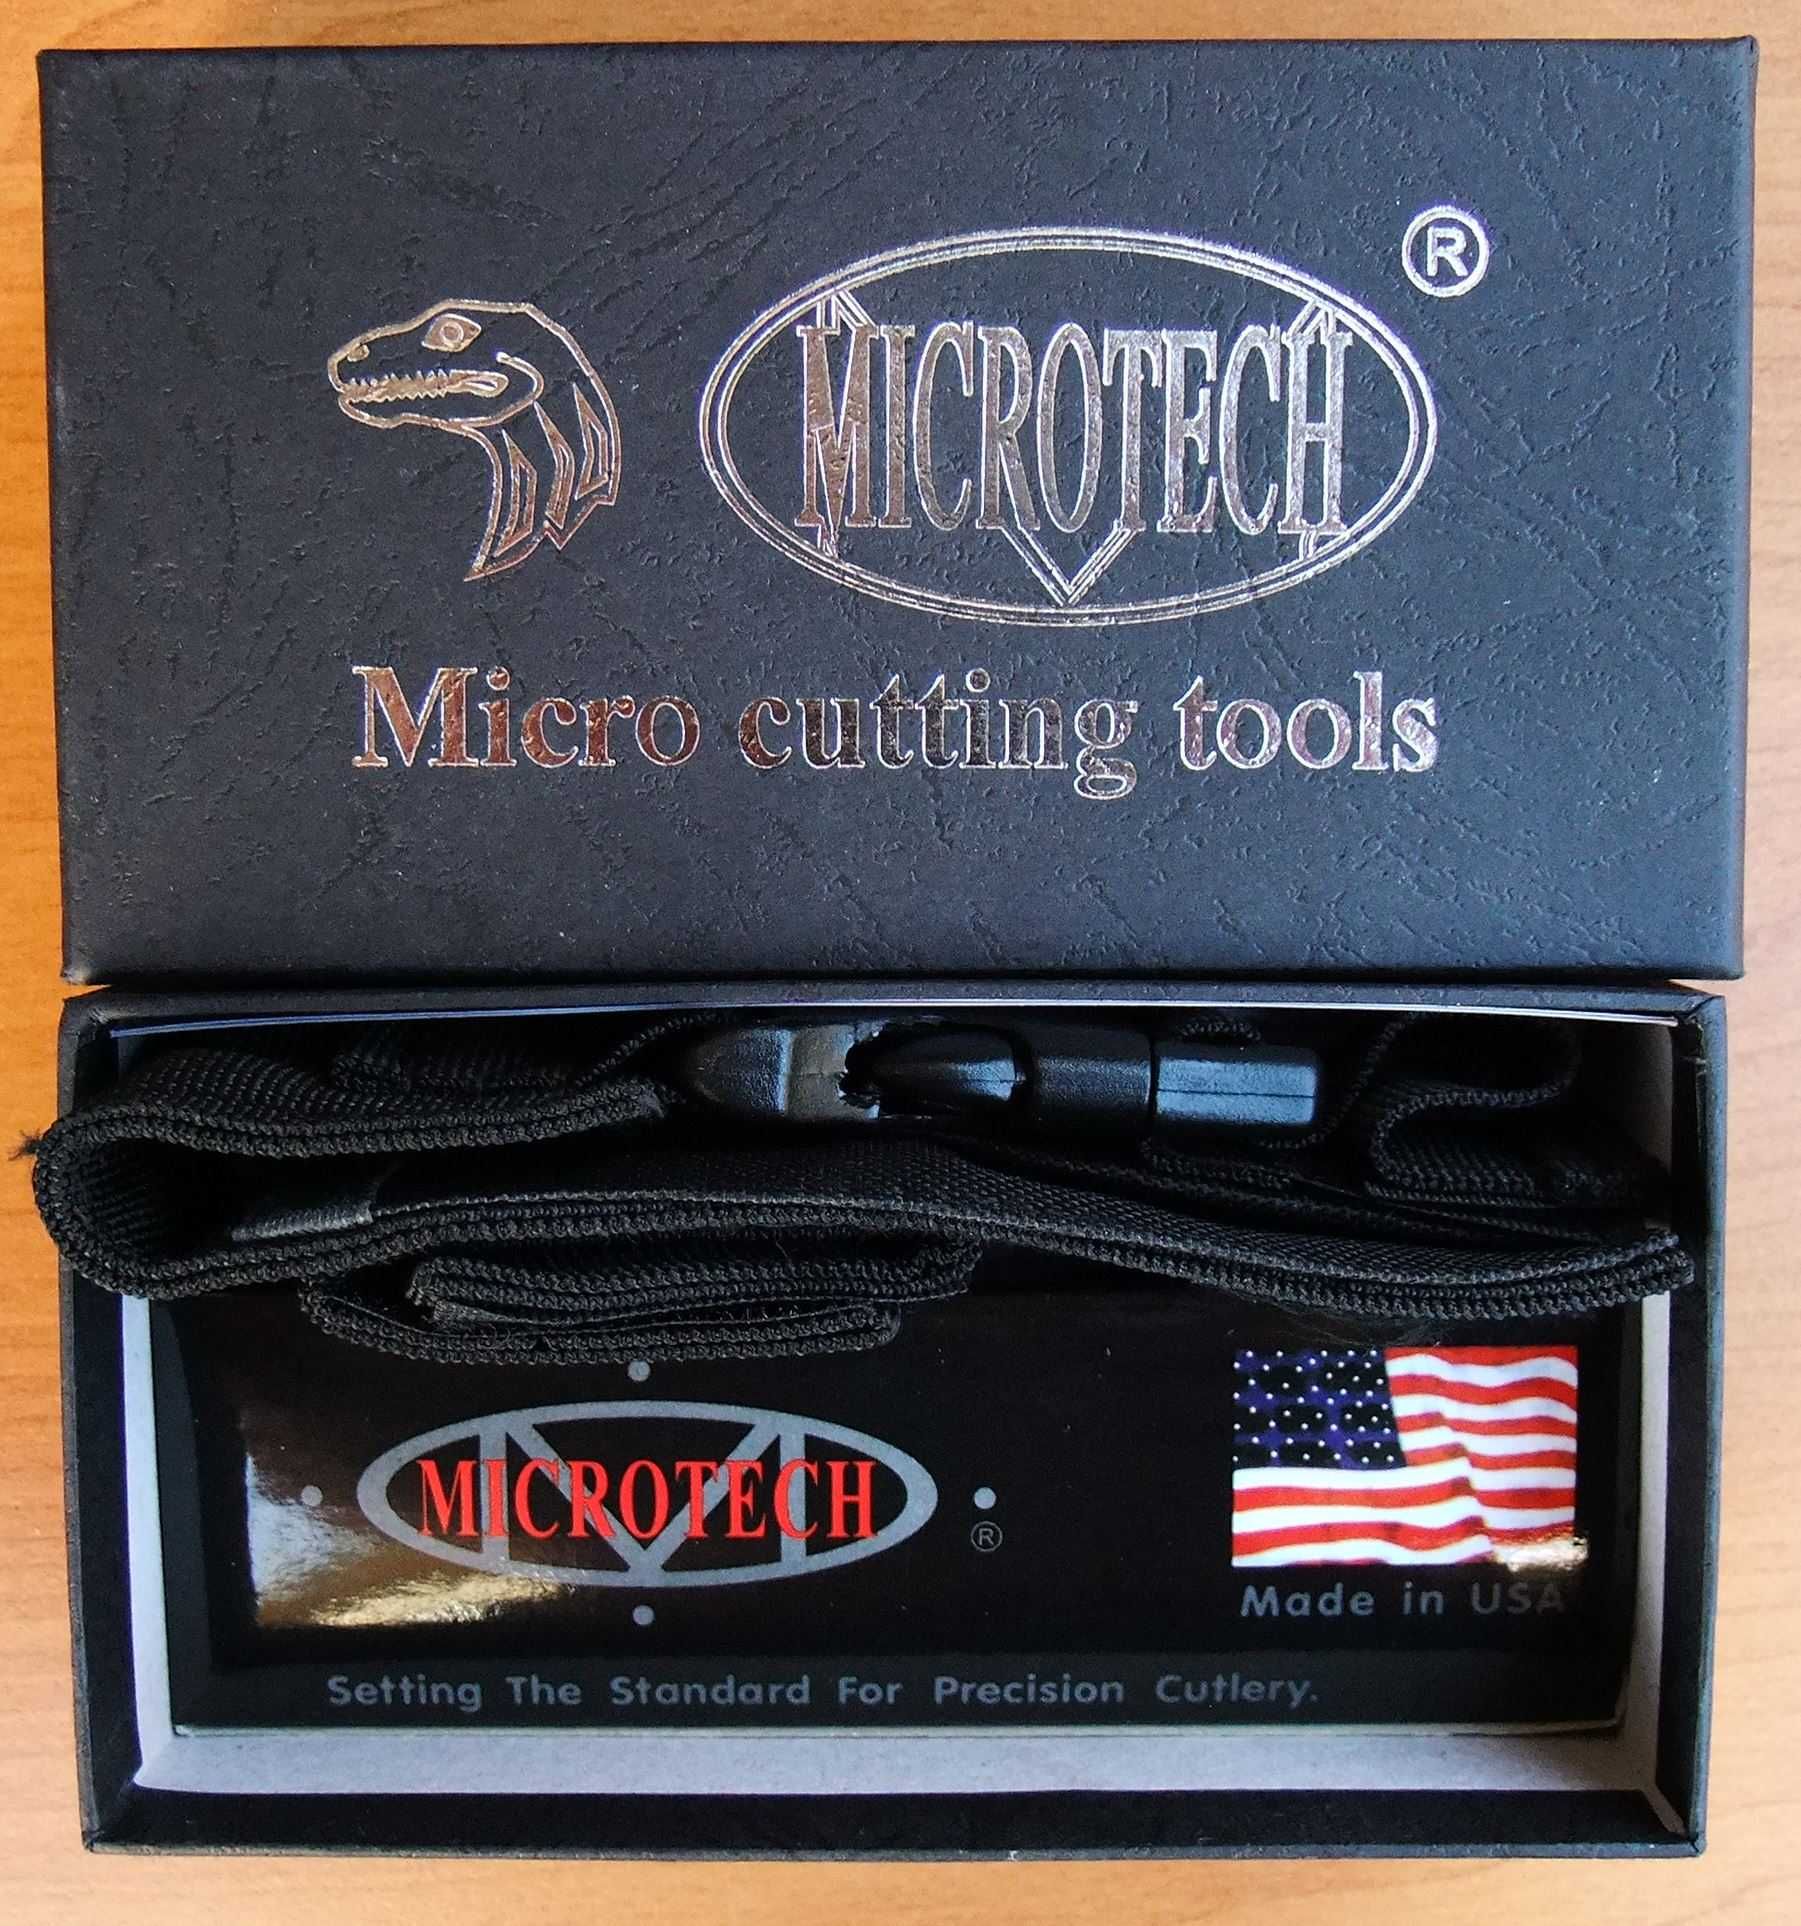 MICROTECH ®
Micro cutting tools
MICROTECH
®
Made in USA
Setting The Standard For Precision Cutlery.